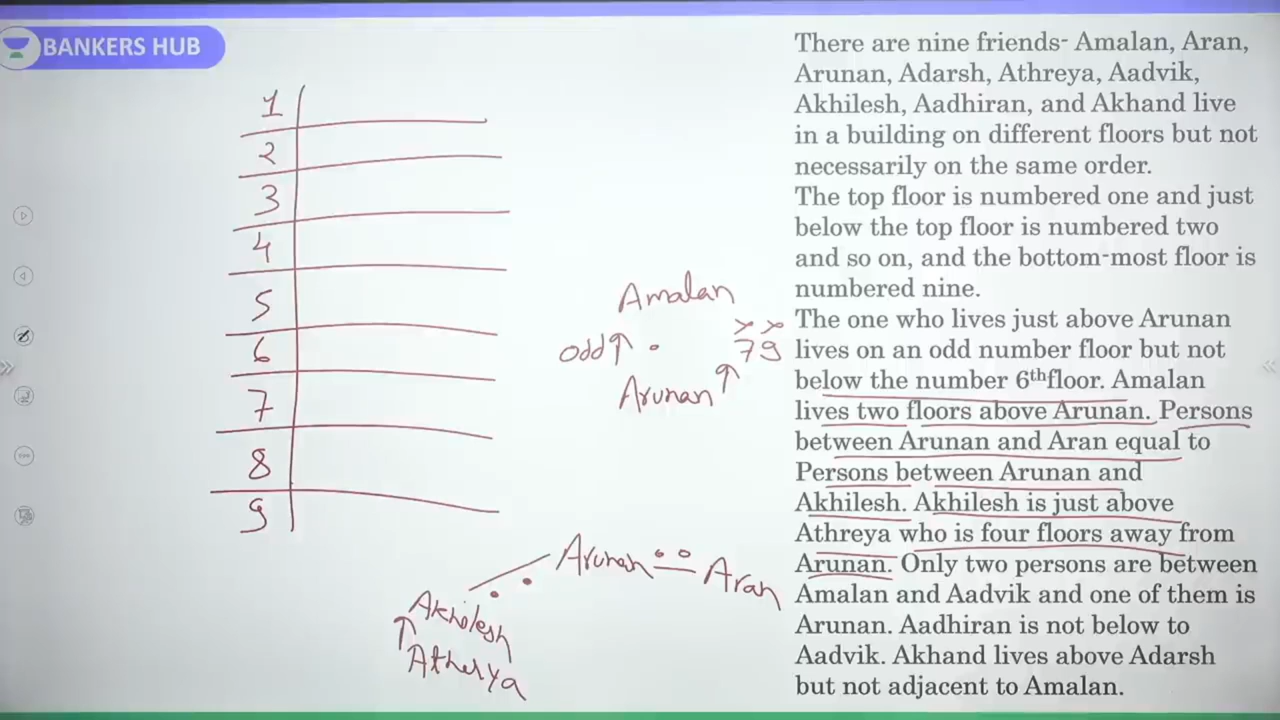 BANKERS HUB
There are nine friends- Amalan, Aran,
Arunan, Adarsh, Athreya, Aadvik,
Akhilesh, Aadhiran, and Akhand live
in a building on different floors but not
necessarily on the same order.
The top floor is numbered one and just
below the top floor is numbered two
and so on, and the bottom-most floor is
numbered nine.
The one who lives just above Arunan
lives on an odd number floor but not
below the number 6thfloor. Amalan
lives two floors above Arunan. Persons
between Arunan and Aran equal to
Persons between Arunan and
Akhilesh. Akhilesh is just above
Athreya who is four floors away from
Arunan. Only two persons are between
Amalan and Aadvik and one of them is
Arunan. Aadhiran is not below to
Aadvik. Akhand lives above Adarsh
but not adjacent to Amalan.
1
2
3
4
5
6
7
8
9
Amalan
odd↑ 7 9
Arunan ↑
Arunan
Aran
Akhilesh
Atherya